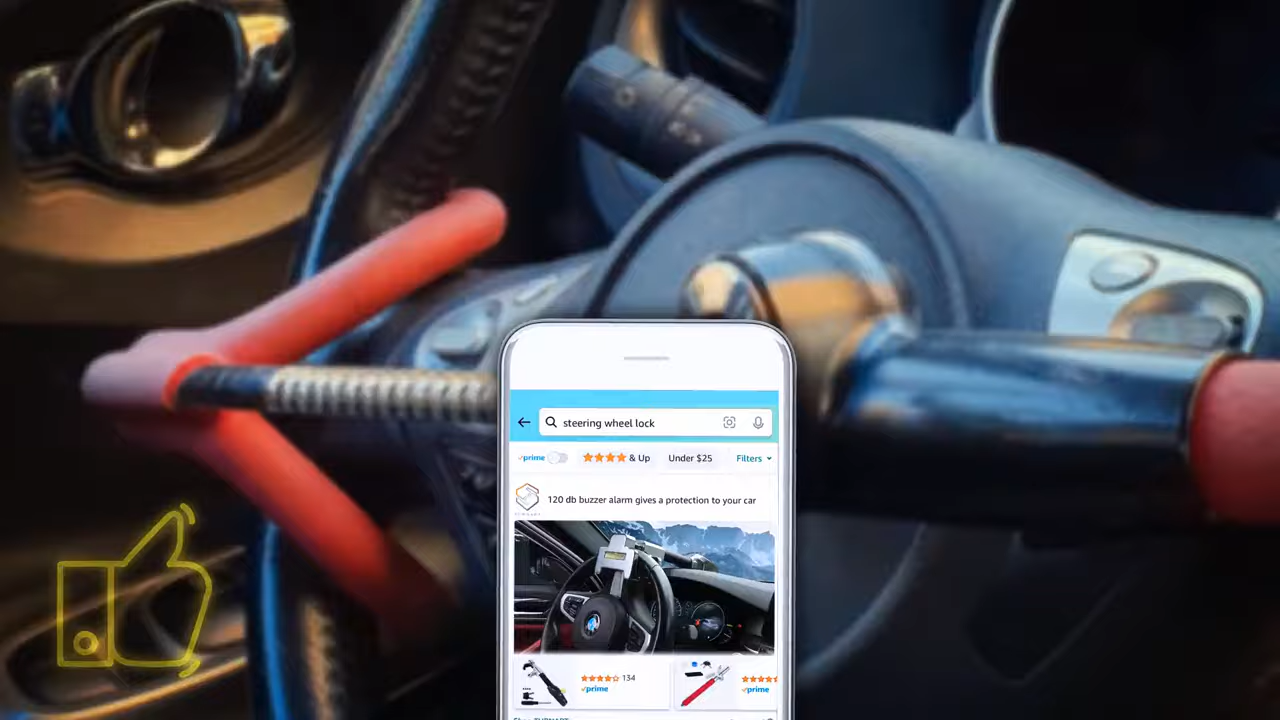 steering wheel lock
prime
& Up
Under $25
Filters
120 db buzzer alarm gives a protection to your car
134
prime
prime